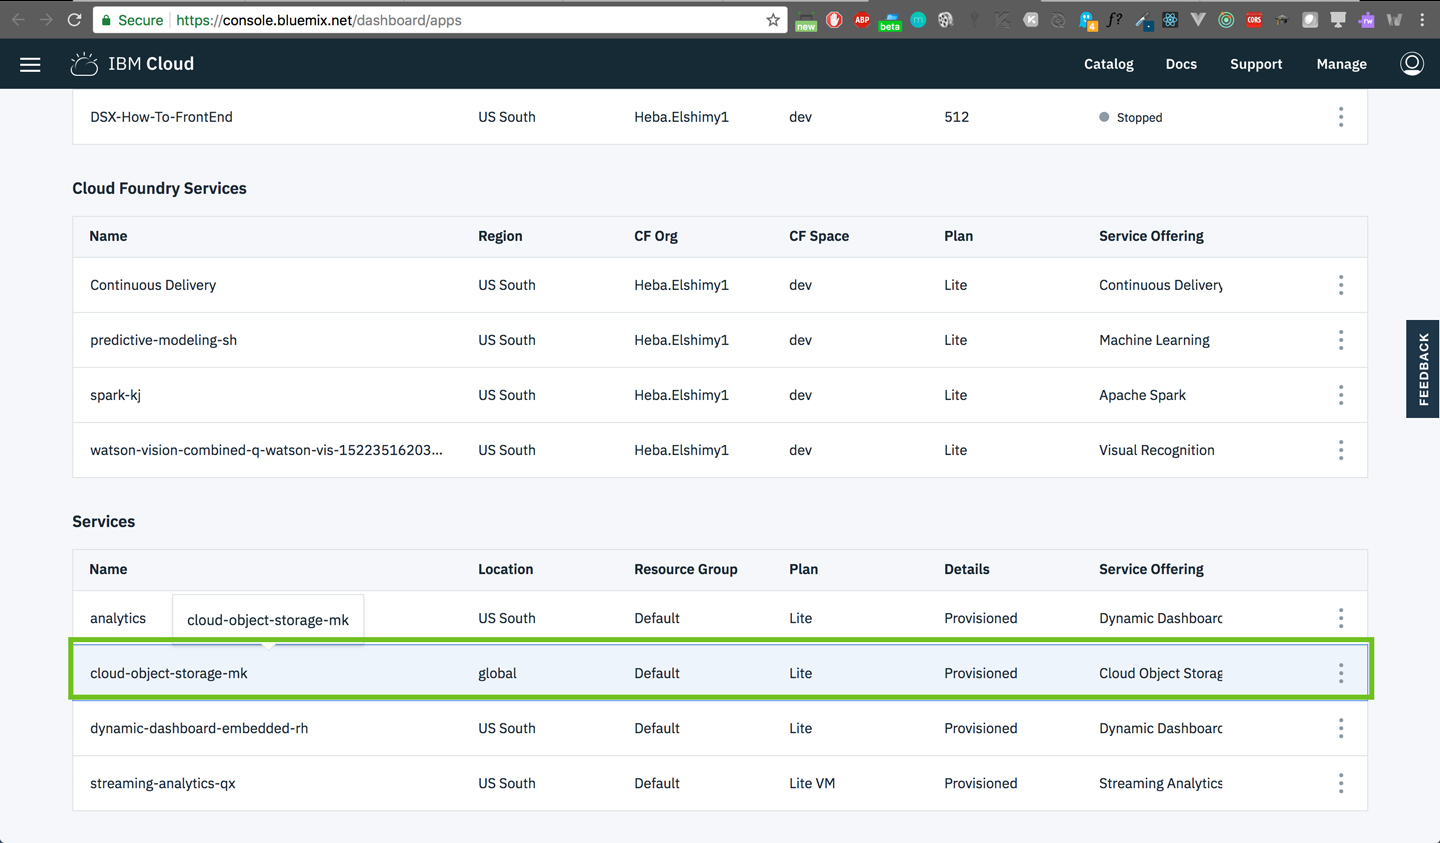 Secure https://console.bluemix.net/dashboard/apps
new ABP beta m K 4 f? CORS rw
IBM Cloud Catalog Docs Support Manage
DSX-How-To-FrontEnd US South Heba.Elshimy1 dev 512 Stopped
Cloud Foundry Services
Name Region CF Org CF Space Plan Service Offering
Continuous Delivery US South Heba.Elshimy1 dev Lite Continuous Delivery
predictive-modeling-sh US South Heba.Elshimy1 dev Lite Machine Learning
spark-kj US South Heba.Elshimy1 dev Lite Apache Spark
watson-vision-combined-q-watson-vis-15223516203... US South Heba.Elshimy1 dev Lite Visual Recognition
FEEDBACK
Services
Name Location Resource Group Plan Details Service Offering
analytics US South Default Lite Provisioned Dynamic Dashboard
cloud-object-storage-mk
cloud-object-storage-mk global Default Lite Provisioned Cloud Object Storag
dynamic-dashboard-embedded-rh US South Default Lite Provisioned Dynamic Dashboard
streaming-analytics-qx US South Default Lite VM Provisioned Streaming Analytics